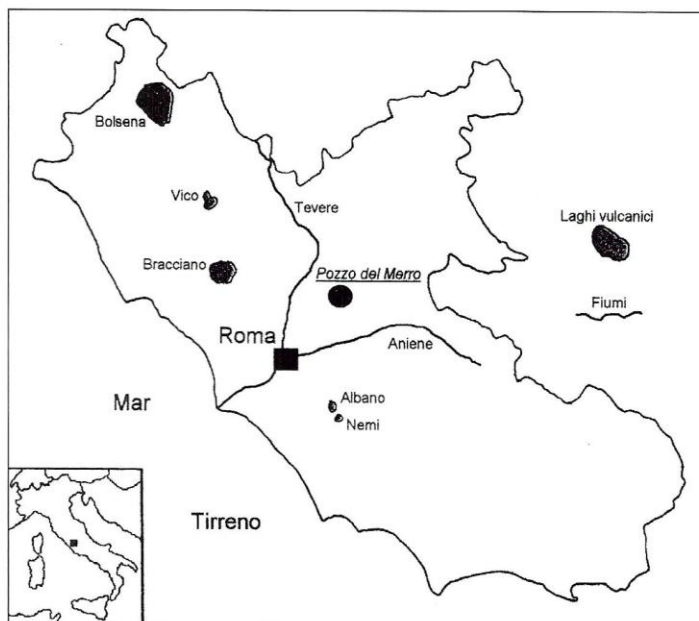 Bolsena
Vico
Tevere
Laghi vulcanici
Bracciano
Pozzo del Merro
Fiumi
Roma
Aniene
Mar
Albano
Nemi
Tirreno